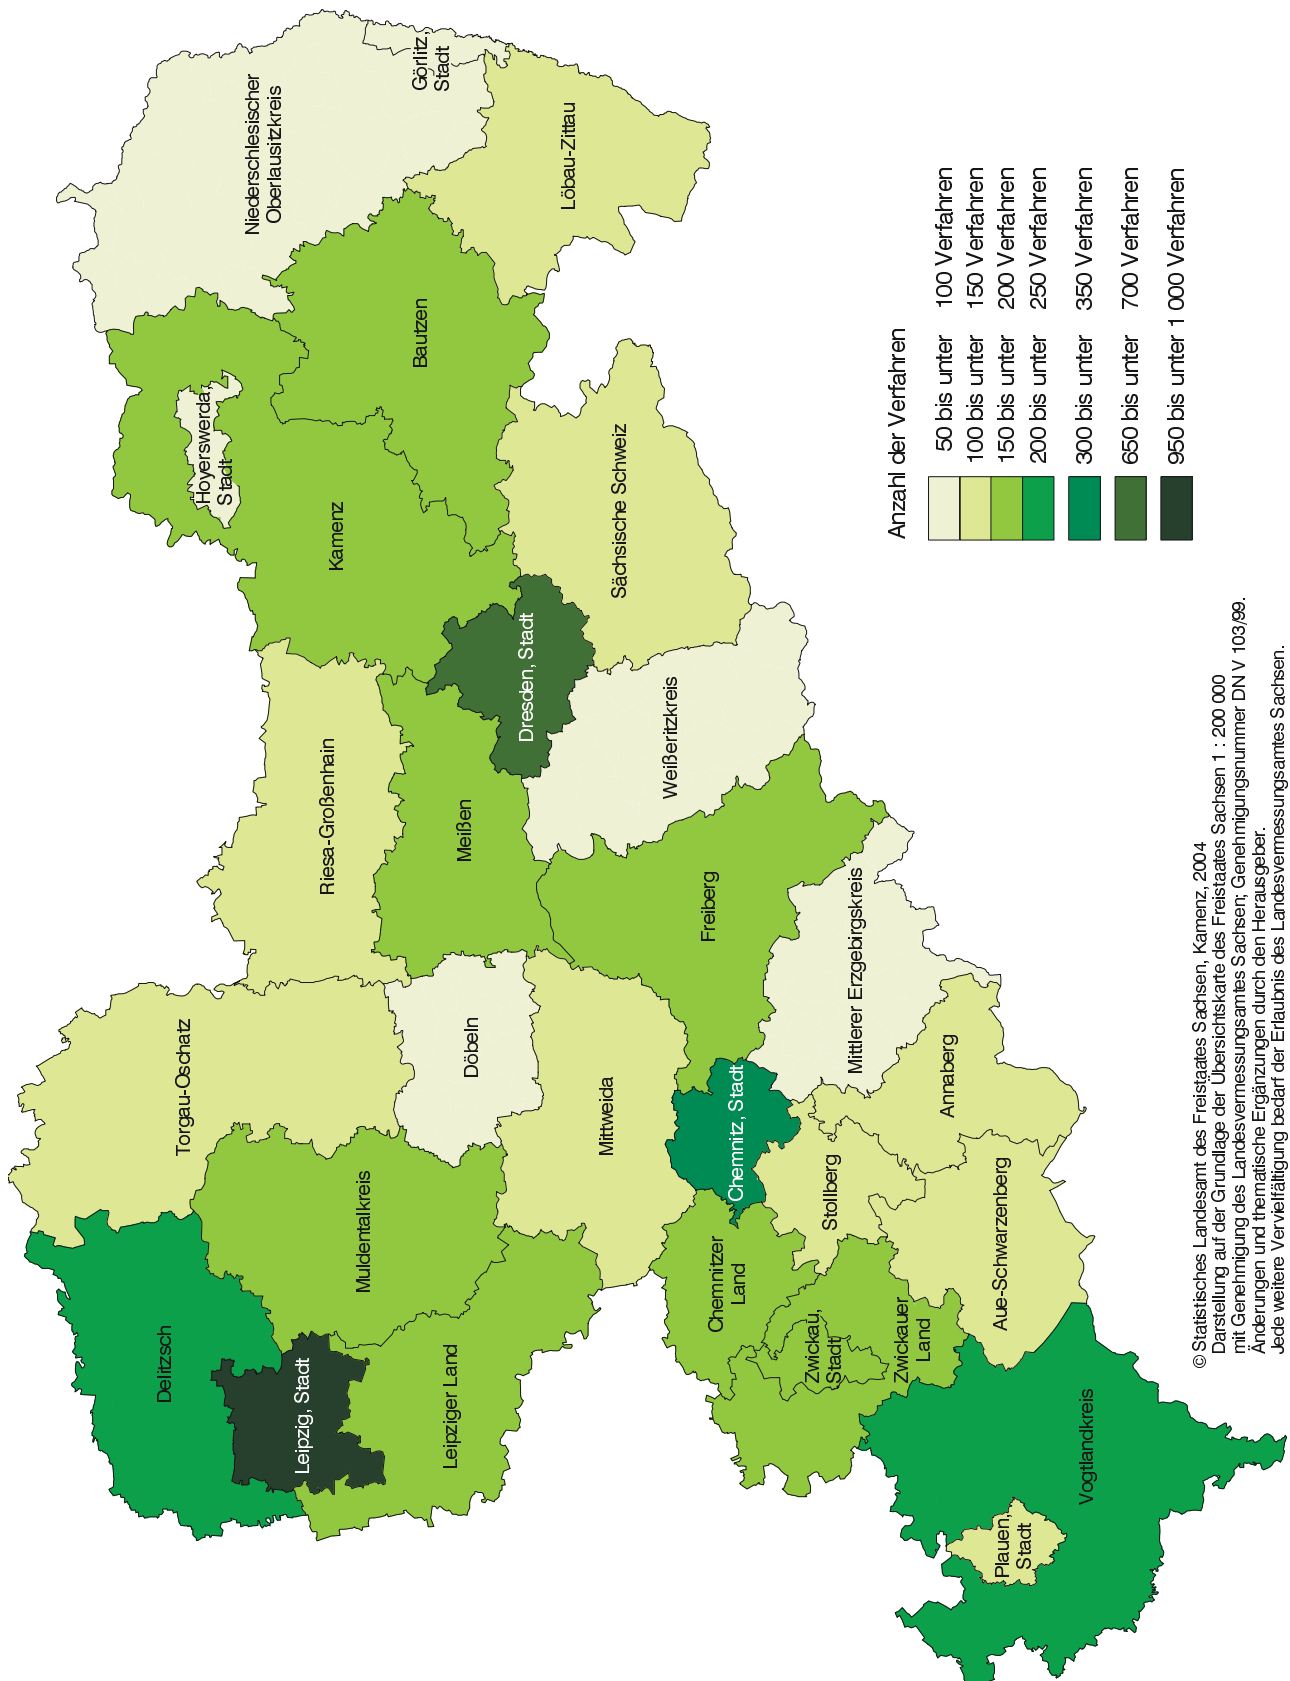 Delitzsch
Torgau-Oschatz
Leipzig, Stadt
Leipziger Land
Muldentalkreis
Döbeln
Riesa-Großenhain
Meißen
Kamenz
Hoyerswerda,
Stadt
Niederschlesischer
Oberlausitzkreis
Görlitz,
Stadt
Bautzen
Löbau-Zittau
Dresden, Stadt
Sächsische Schweiz
Weißeritzkreis
Freiberg
Mittweida
Chemnitz, Stadt
Mittlerer Erzgebirgskreis
Annaberg
Stollberg
Chemnitzer
Land
Zwickau,
Stadt
Zwickauer
Land
Aue-Schwarzenberg
Vogtlandkreis
Plauen,
Stadt
Anzahl der Verfahren
50 bis unter 100 Verfahren
100 bis unter 150 Verfahren
150 bis unter 200 Verfahren
200 bis unter 250 Verfahren
300 bis unter 350 Verfahren
650 bis unter 700 Verfahren
950 bis unter 1 000 Verfahren
© Statistisches Landesamt des Freistaates Sachsen, Kamenz, 2004
Darstellung auf der Grundlage der Übersichtskarte des Freistaates Sachsen 1 : 200 000
mit Genehmigung des Landesvermessungsamtes Sachsen; Genehmigungsnummer DN V 103/99.
Änderungen und thematische Ergänzungen durch den Herausgeber.
Jede weitere Vervielfältigung bedarf der Erlaubnis des Landesvermessungsamtes Sachsen.